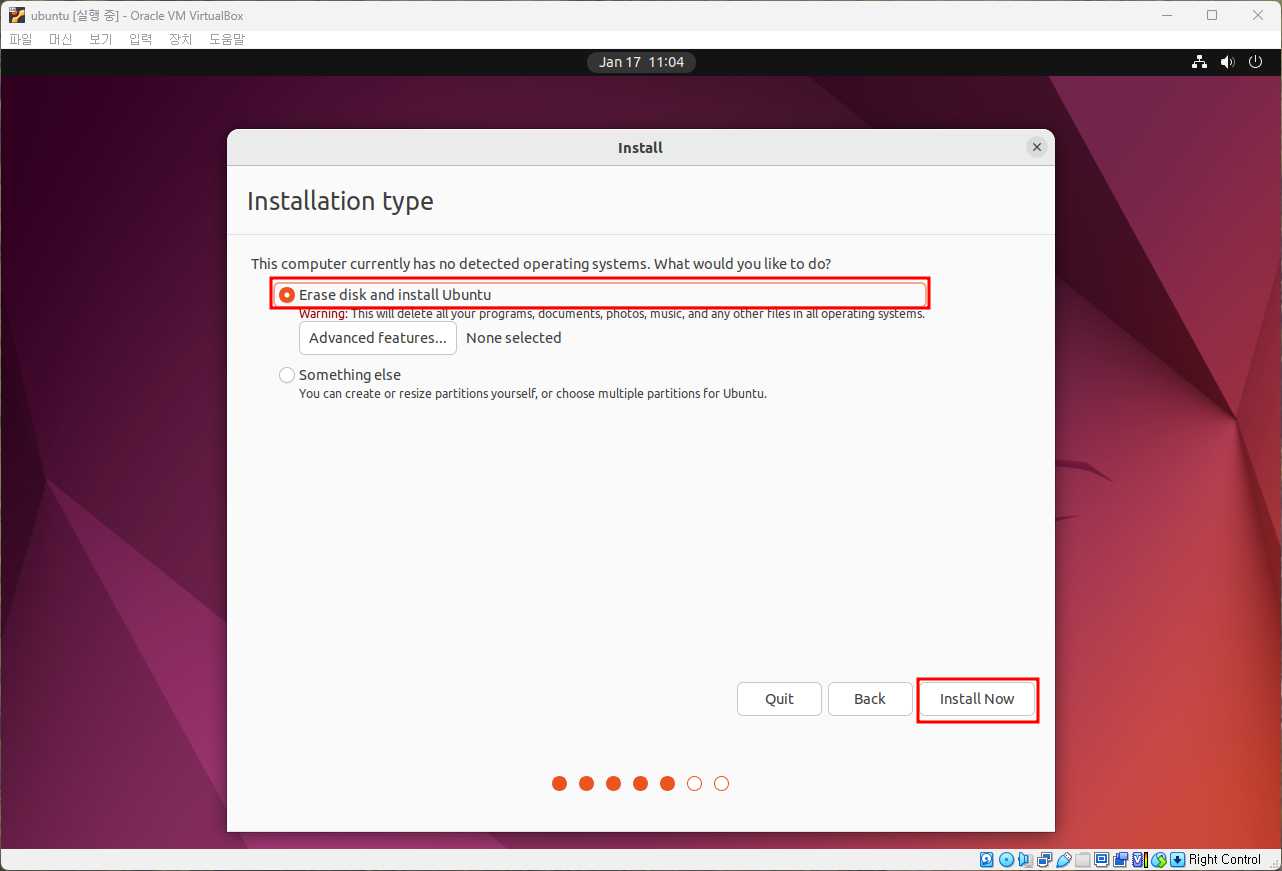 ubuntu [실행 중] - Oracle VM VirtualBox
파일 머신 보기 입력 장치 도움말
Jan 17 11:04
Install
Installation type
This computer currently has no detected operating systems. What would you like to do?
Erase disk and install Ubuntu
Warning: This will delete all your programs, documents, photos, music, and any other files in all operating systems.
Advanced features... None selected
Something else
You can create or resize partitions yourself, or choose multiple partitions for Ubuntu.
Quit Back Install Now
Right Control